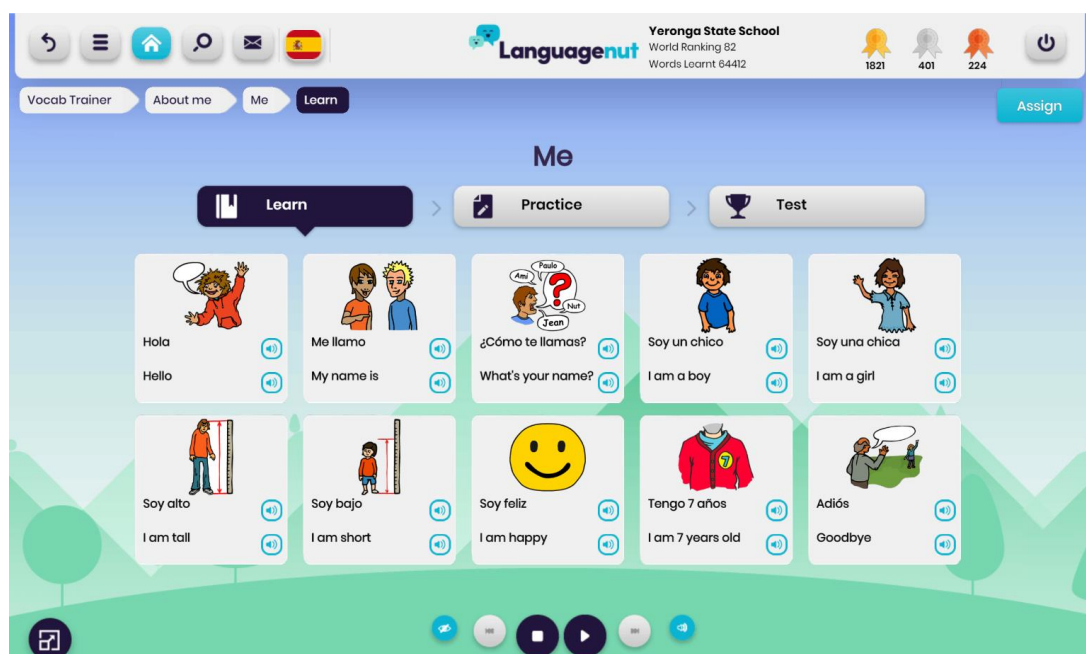 Languagenut
Yeronga State School
World Ranking 82
Words Learnt 64412
1821
401
224
Vocab Trainer
About me
Me
Learn
Assign
Me
Learn
Practice
Test
Hola
Hello
Me llamo
My name is
Ami
Paulo
Nut
Jean
¿Cómo te llamas?
What's your name?
Soy un chico
I am a boy
Soy una chica
I am a girl
Soy alto
I am tall
Soy bajo
I am short
Soy feliz
I am happy
7
Tengo 7 años
I am 7 years old
Adiós
Goodbye